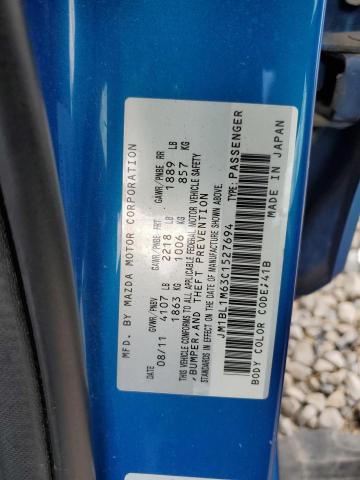 MFD. BY MAZDA MOTOR CORPORATION
DATE GVWR/PNBV GAWR/PNBE FRT GAWR/PNBE RR
08/11 4107 LB 2218 LB 1889 LB
1863 KG 1006 KG 857 KG
THIS VEHICLE CONFORMS TO ALL APPLICABLE FEDERAL MOTOR VEHICLE SAFETY
,BUMPER,AND THEFT PREVENTION
STANDARDS IN EFFECT ON THE DATE OF MANUFACTURE SHOWN ABOVE.
JM1BL1M63C1527694 TYPE:PASSENGER
BODY COLOR CODE:41B MADE IN JAPAN